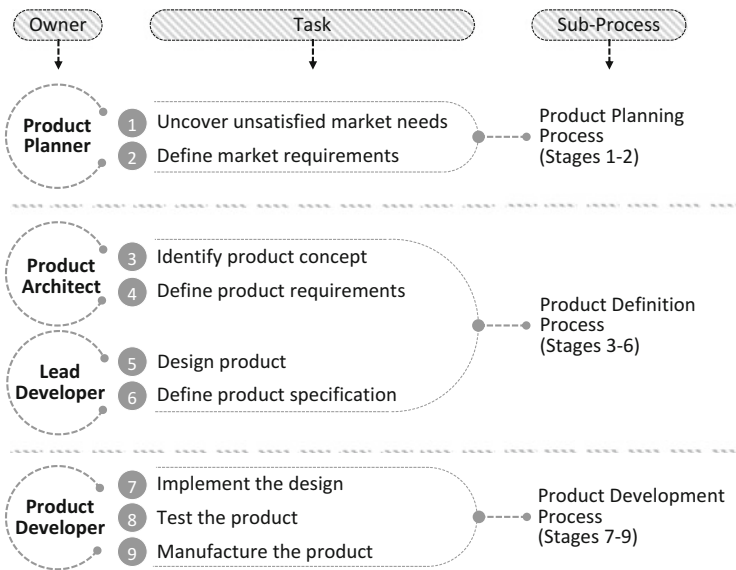 Owner
Task
Sub-Process
Product
Planner
1 Uncover unsatisfied market needs
2 Define market requirements
Product Planning
Process
(Stages 1-2)
Product
Architect
3 Identify product concept
4 Define product requirements
Lead
Developer
5 Design product
6 Define product specification
Product Definition
Process
(Stages 3-6)
Product
Developer
7 Implement the design
8 Test the product
9 Manufacture the product
Product Development
Process
(Stages 7-9)